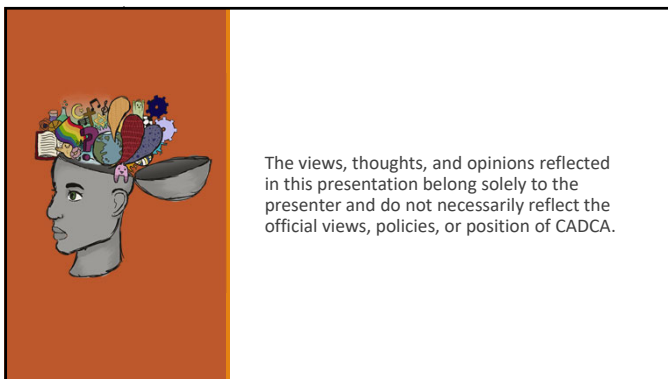 The views, thoughts, and opinions reflected
in this presentation belong solely to the
presenter and do not necessarily reflect the
official views, policies, or position of CADCA.